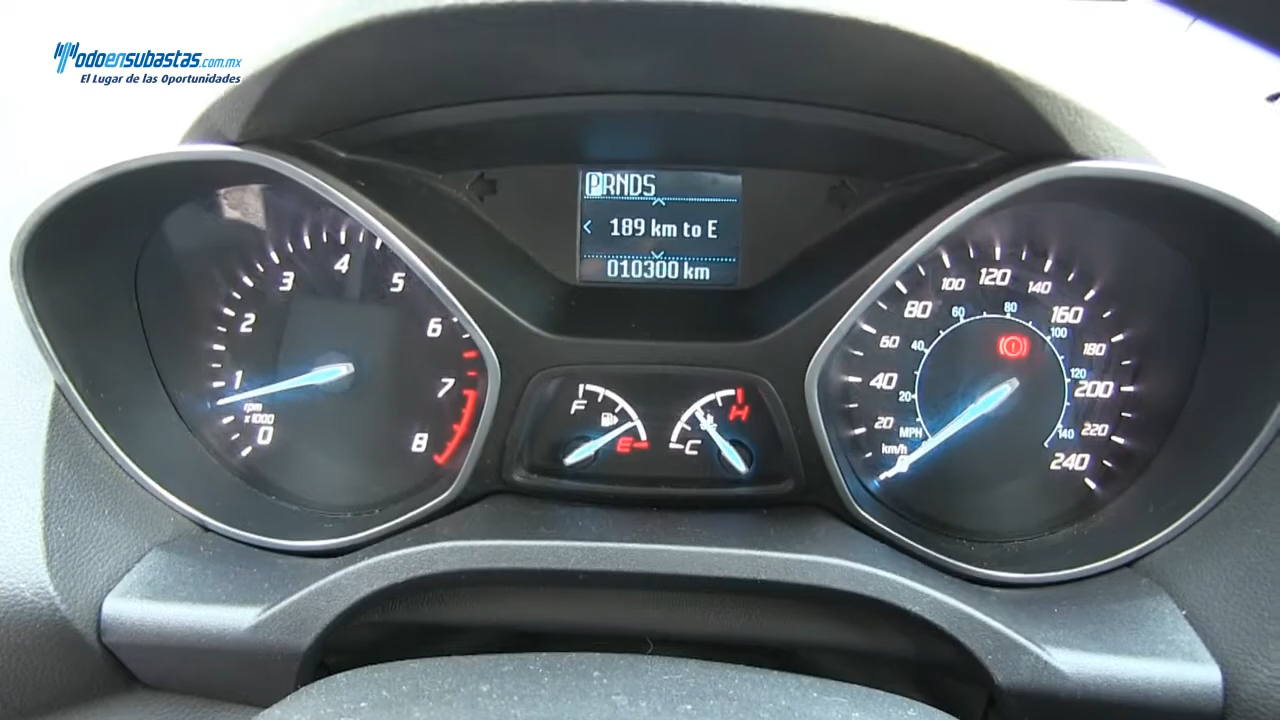 Todoensubastas.com.mx
El Lugar de las Oportunidades
PRNDS
189 km to E
010300 km
0
1
2
3
4
5
6
7
8
rpm
x 1000
F
E
C
H
20
40
60
80
100
120
140
160
180
200
220
240
km/h
MPH
20
40
60
80
100
120
140